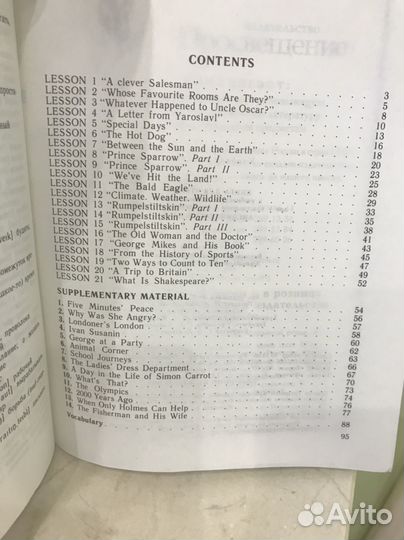 CONTENTS
LESSON 1 "A clever Salesman" 3
LESSON 2 "Whose Favourite Rooms Are They?" 5
LESSON 3 "Whatever Happened to Uncle Oscar?" 8
LESSON 4 "A Letter from Yaroslavl" 10
LESSON 5 "Special Days" 13
LESSON 6 "The Hot Dog" 16
LESSON 7 "Between the Sun and the Earth" 18
LESSON 8 "Prince Sparrow". Part I 20
LESSON 9 "Prince Sparrow". Part II 23
LESSON 10 "We've Hit the Land!" 25
LESSON 11 "The Bald Eagle" 28
LESSON 12 "Climate. Weather. Wildlife" 29
LESSON 13 "Rumpelstiltskin". Part I 33
LESSON 14 "Rumpelstiltskin". Part II 35
LESSON 15 "Rumpelstiltskin". Part III 38
LESSON 16 "The Old Woman and the Doctor" 41
LESSON 17 "George Mikes and His Book" 43
LESSON 18 "From the History of Sports" 45
LESSON 19 "Two Ways to Count to Ten" 47
LESSON 20 "A Trip to Britain" 49
LESSON 21 "What Is Shakespeare?" 52
SUPPLEMENTARY MATERIAL
1. Five Minutes' Peace 54
2. Why Was She Angry? 56
3. Londoner's London
4. Ivan Susanin 60
5. George at a Party 62
6. Animal Corner 63
7. School Journeys 66
8. The Ladies' Dress Department 67
9. A Day in the Life of Simon Carrot 70
10. What's That? 73
11. The Olympics 74
12. 2000 Years Ago 76
13. When Only Holmes Can Help 77
14. The Fisherman and His Wife 88
Vocabulary 95
Avito